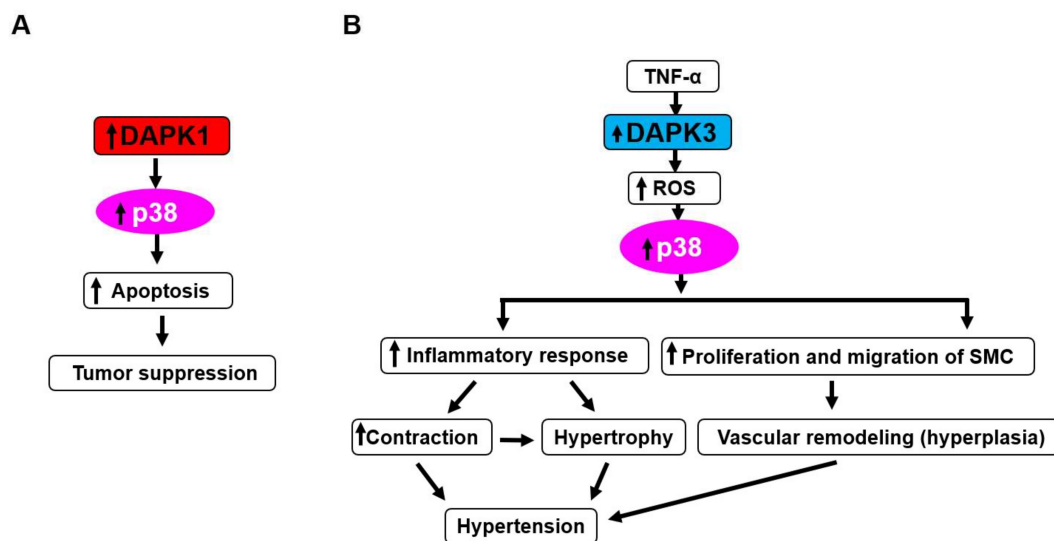 A
B
DAPK1
p38
Apoptosis
Tumor suppression
TNF-α
DAPK3
ROS
p38
Inflammatory response
Proliferation and migration of SMC
Contraction
Hypertrophy
Vascular remodeling (hyperplasia)
Hypertension